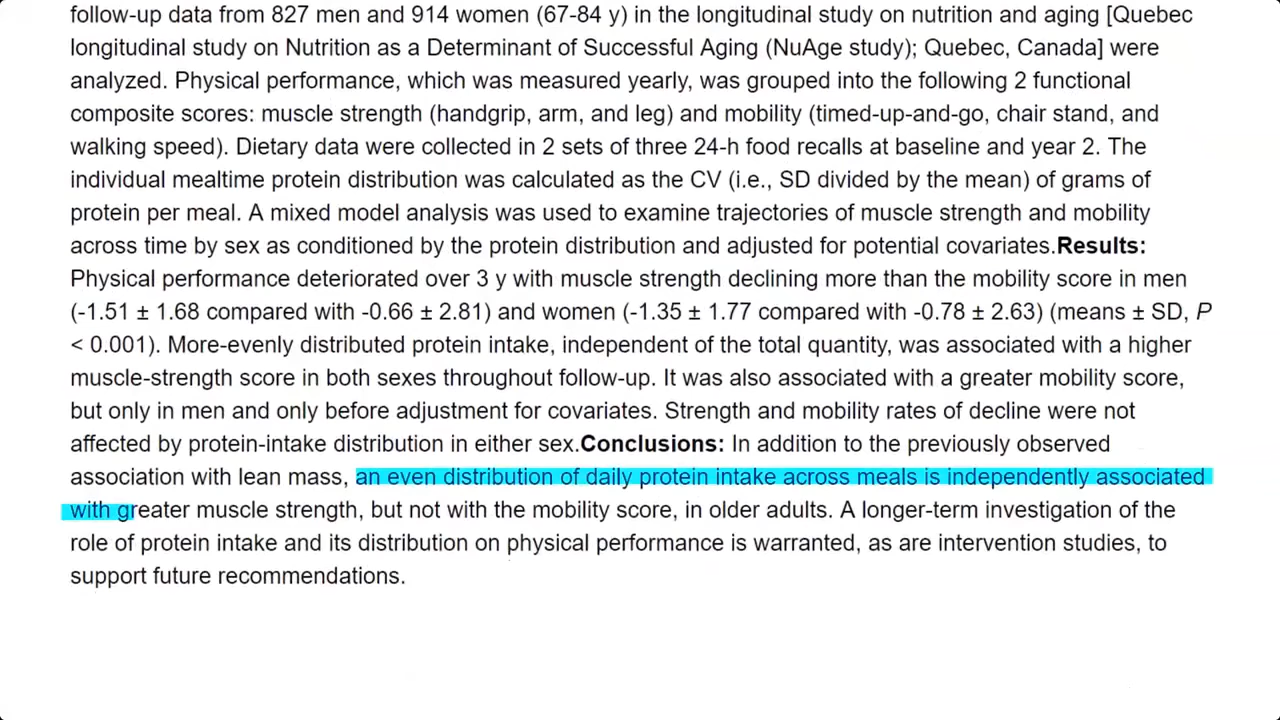 follow-up data from 827 men and 914 women (67-84 y) in the longitudinal study on nutrition and aging [Quebec
longitudinal study on Nutrition as a Determinant of Successful Aging (NuAge study); Quebec, Canada] were
analyzed. Physical performance, which was measured yearly, was grouped into the following 2 functional
composite scores: muscle strength (handgrip, arm, and leg) and mobility (timed-up-and-go, chair stand, and
walking speed). Dietary data were collected in 2 sets of three 24-h food recalls at baseline and year 2. The
individual mealtime protein distribution was calculated as the CV (i.e., SD divided by the mean) of grams of
protein per meal. A mixed model analysis was used to examine trajectories of muscle strength and mobility
across time by sex as conditioned by the protein distribution and adjusted for potential covariates.Results:
Physical performance deteriorated over 3 y with muscle strength declining more than the mobility score in men
(-1.51 ± 1.68 compared with -0.66 ± 2.81) and women (-1.35 ± 1.77 compared with -0.78 ± 2.63) (means ± SD, P
< 0.001). More-evenly distributed protein intake, independent of the total quantity, was associated with a higher
muscle-strength score in both sexes throughout follow-up. It was also associated with a greater mobility score,
but only in men and only before adjustment for covariates. Strength and mobility rates of decline were not
affected by protein-intake distribution in either sex.Conclusions: In addition to the previously observed
association with lean mass, an even distribution of daily protein intake across meals is independently associated
with greater muscle strength, but not with the mobility score, in older adults. A longer-term investigation of the
role of protein intake and its distribution on physical performance is warranted, as are intervention studies, to
support future recommendations.